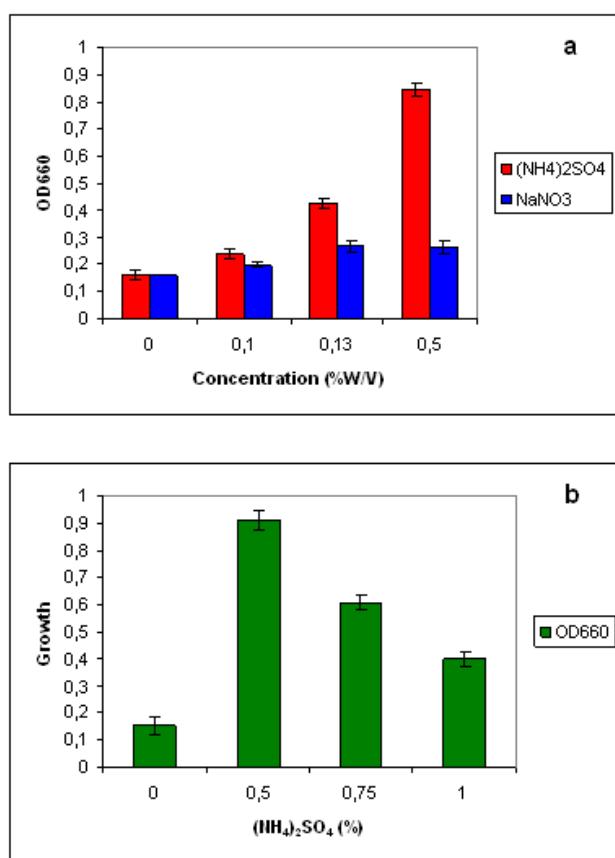 a
1
0,9
0,8
0,7
0,6
0,5
0,4
0,3
0,2
0,1
0
OD660
0 0,1 0,13 0,5
Concentration (%W/V)
(NH4)2SO4
NaNO3
b
1
0,9
0,8
0,7
0,6
0,5
0,4
0,3
0,2
0,1
0
Growth
0 0,5 0,75 1
(NH₄)₂SO₄ (%)
OD660